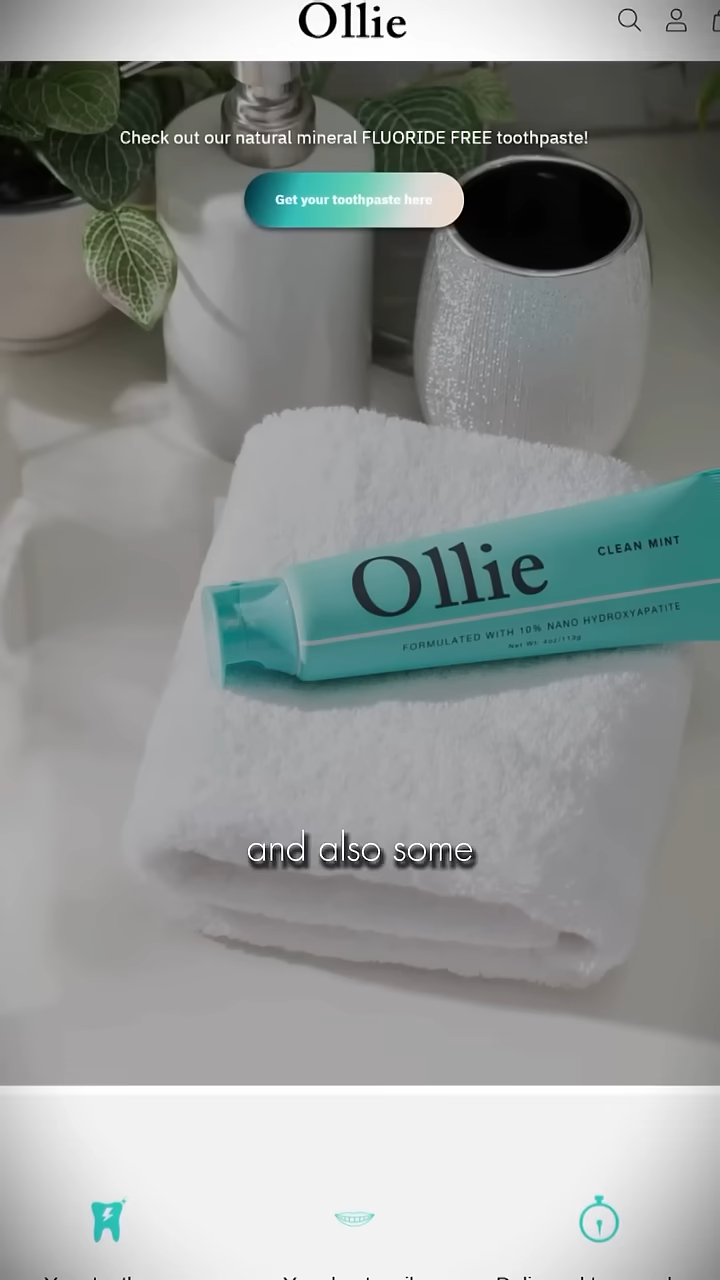 Ollie
Check out our natural mineral FLUORIDE FREE toothpaste!
Get your toothpaste here
Ollie
CLEAN MINT
FORMULATED WITH 10% NANO HYDROXYAPATITE
Net Wt. 4oz/113g
and also some